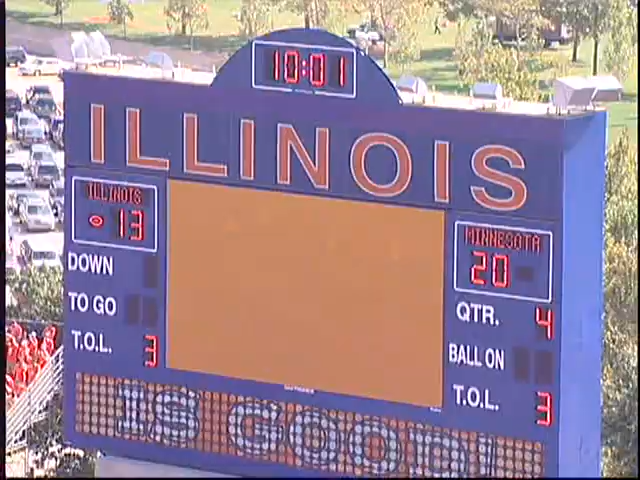 10:01
ILLINOIS
ILLINOIS
13
MINNESOTA
20
DOWN
TO GO
T.O.L. 3
QTR. 4
BALL ON
T.O.L. 3
IS GOOD!